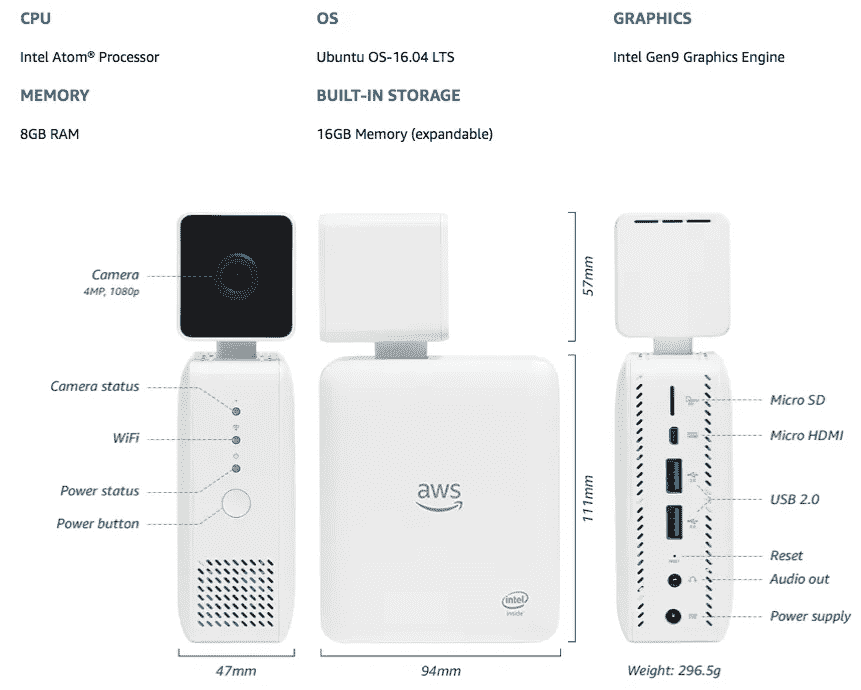 CPU
OS
GRAPHICS
Intel Atom® Processor
Ubuntu OS-16.04 LTS
Intel Gen9 Graphics Engine
MEMORY
BUILT-IN STORAGE
8GB RAM
16GB Memory (expandable)
Camera
4MP, 1080p
57mm
Camera status
WiFi
Power status
Power button
aws
intel
inside
111mm
Micro SD
Micro HDMI
USB 2.0
Reset
RESET
Audio out
Power supply
47mm
94mm
Weight: 296.5g